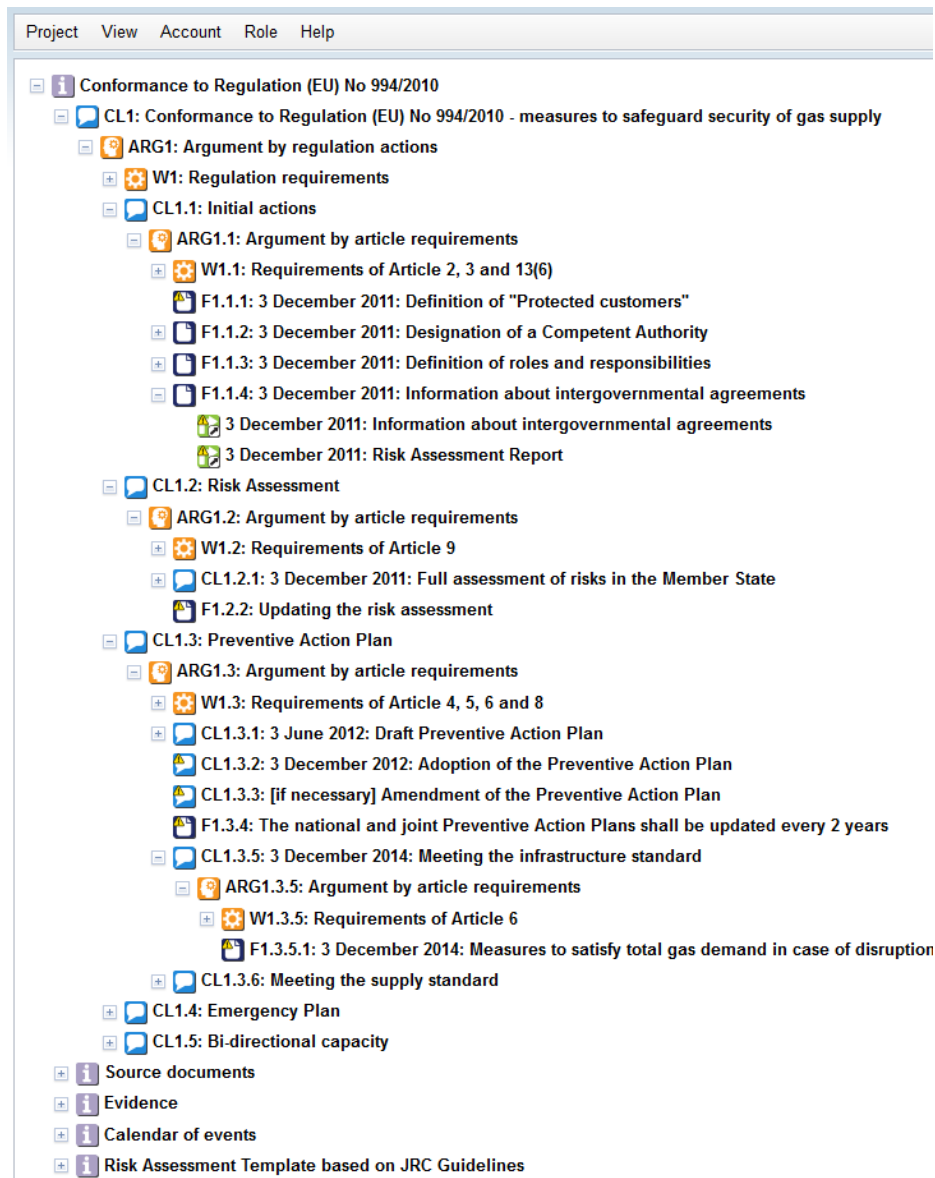 Project View Account Role Help
Conformance to Regulation (EU) No 994/2010
CL1: Conformance to Regulation (EU) No 994/2010 - measures to safeguard security of gas supply
ARG1: Argument by regulation actions
W1: Regulation requirements
CL1.1: Initial actions
ARG1.1: Argument by article requirements
W1.1: Requirements of Article 2, 3 and 13(6)
F1.1.1: 3 December 2011: Definition of "Protected customers"
F1.1.2: 3 December 2011: Designation of a Competent Authority
F1.1.3: 3 December 2011: Definition of roles and responsibilities
F1.1.4: 3 December 2011: Information about intergovernmental agreements
3 December 2011: Information about intergovernmental agreements
3 December 2011: Risk Assessment Report
CL1.2: Risk Assessment
ARG1.2: Argument by article requirements
W1.2: Requirements of Article 9
CL1.2.1: 3 December 2011: Full assessment of risks in the Member State
F1.2.2: Updating the risk assessment
CL1.3: Preventive Action Plan
ARG1.3: Argument by article requirements
W1.3: Requirements of Article 4, 5, 6 and 8
CL1.3.1: 3 June 2012: Draft Preventive Action Plan
CL1.3.2: 3 December 2012: Adoption of the Preventive Action Plan
CL1.3.3: [if necessary] Amendment of the Preventive Action Plan
F1.3.4: The national and joint Preventive Action Plans shall be updated every 2 years
CL1.3.5: 3 December 2014: Meeting the infrastructure standard
ARG1.3.5: Argument by article requirements
W1.3.5: Requirements of Article 6
F1.3.5.1: 3 December 2014: Measures to satisfy total gas demand in case of disruption
CL1.3.6: Meeting the supply standard
CL1.4: Emergency Plan
CL1.5: Bi-directional capacity
Source documents
Evidence
Calendar of events
Risk Assessment Template based on JRC Guidelines